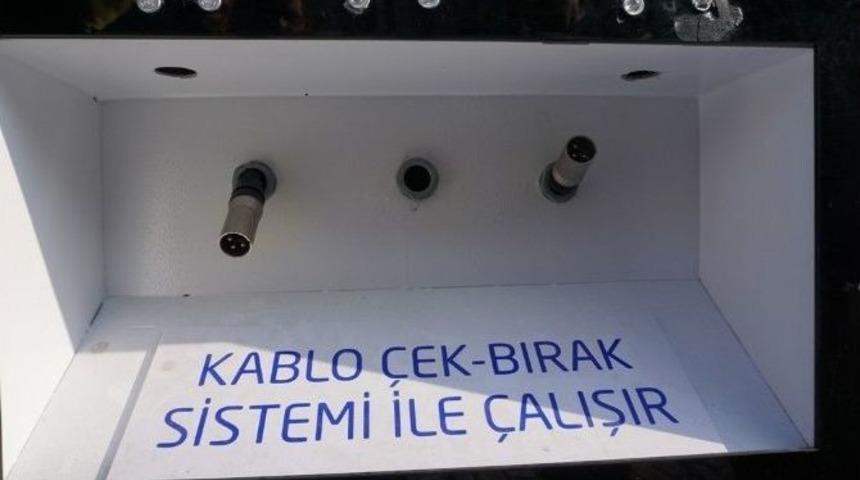 KABLO ÇEK-BIRAK
SİSTEMİ İLE ÇALIŞIR